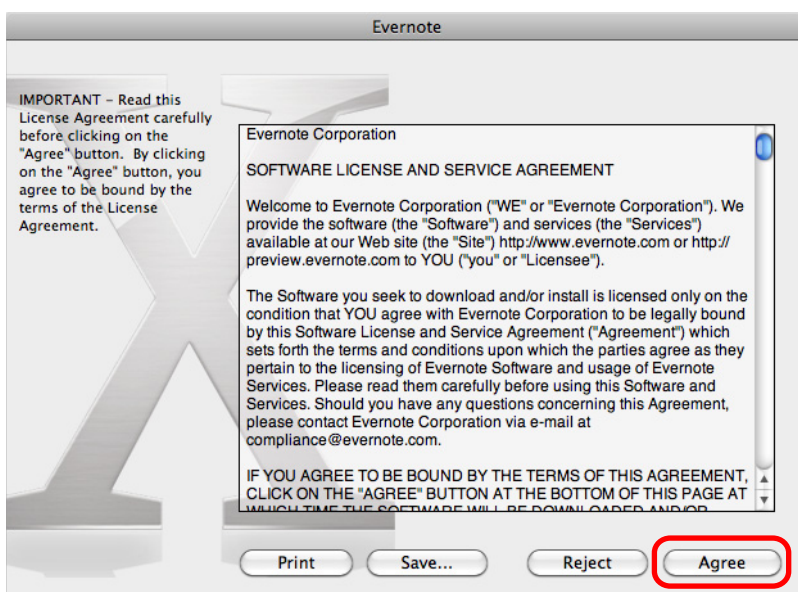 Evernote
IMPORTANT – Read this
License Agreement carefully
before clicking on the
"Agree" button.  By clicking
on the "Agree" button, you
agree to be bound by the
terms of the License
Agreement.
Evernote Corporation
SOFTWARE LICENSE AND SERVICE AGREEMENT
Welcome to Evernote Corporation ("WE" or "Evernote Corporation"). We
provide the software (the "Software") and services (the "Services")
available at our Web site (the "Site") http://www.evernote.com or http://
preview.evernote.com to YOU ("you" or "Licensee").
The Software you seek to download and/or install is licensed only on the
condition that YOU agree with Evernote Corporation to be legally bound
by this Software License and Service Agreement ("Agreement") which
sets forth the terms and conditions upon which the parties agree as they
pertain to the licensing of Evernote Software and usage of Evernote
Services. Please read them carefully before using this Software and
Services. Should you have any questions concerning this Agreement,
please contact Evernote Corporation via e-mail at
compliance@evernote.com.
IF YOU AGREE TO BE BOUND BY THE TERMS OF THIS AGREEMENT,
CLICK ON THE "AGREE" BUTTON AT THE BOTTOM OF THIS PAGE AT
WHICH TIME THE SOFTWARE WILL BE DOWNLOADED AND/OR
Print
Save...
Reject
Agree